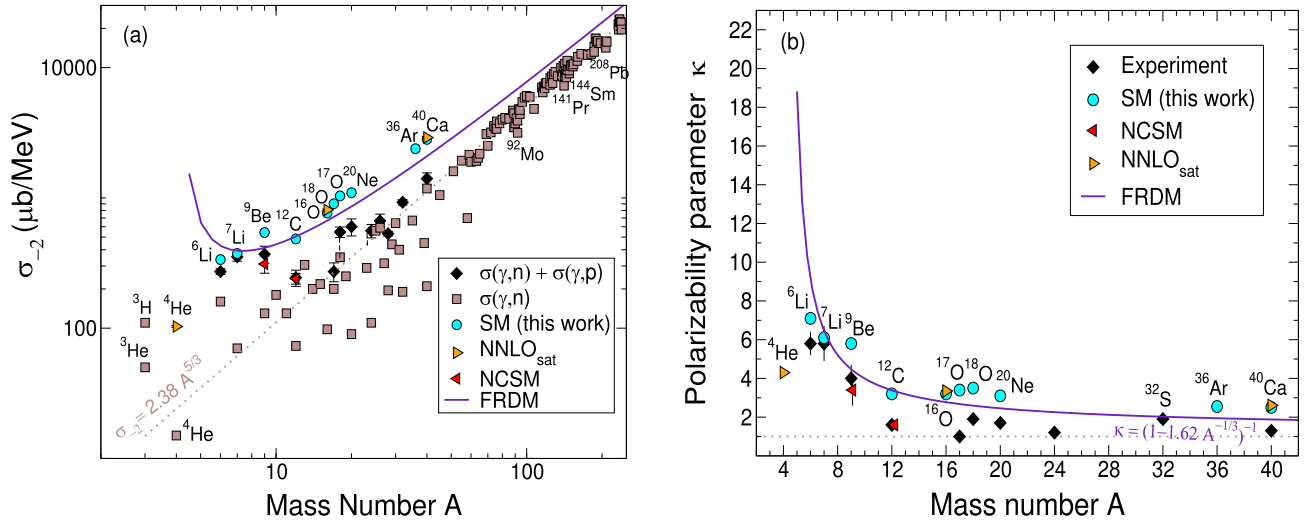 (a)
σ₋₂ (μb/MeV)
10000
100
10
100
Mass Number A
³H
³He
⁴He
⁴He
⁶Li
⁷Li
⁹Be
¹²C
¹⁶O
¹⁸O
¹⁷O
²⁰Ne
³⁶Ar
⁴⁰Ca
⁹²Mo
¹⁴¹Pr
¹⁴⁴Sm
²⁰⁸Pb
σ₋₂ = 2.38 A^5/3
σ(γ,n) + σ(γ,p)
σ(γ,n)
SM (this work)
NNLO_sat
NCSM
FRDM
(b)
Polarizability parameter κ
22
20
18
16
14
12
10
8
6
4
2
4 8 12 16 20 24 28 32 36 40
Mass number A
Experiment
SM (this work)
NCSM
NNLO_sat
FRDM
⁴He
⁶Li
⁷Li
⁹Be
¹²C
¹⁶O
¹⁷O
¹⁸O
²⁰Ne
³²S
³⁶Ar
⁴⁰Ca
κ = (1−1.62 A^−1/3)^−1